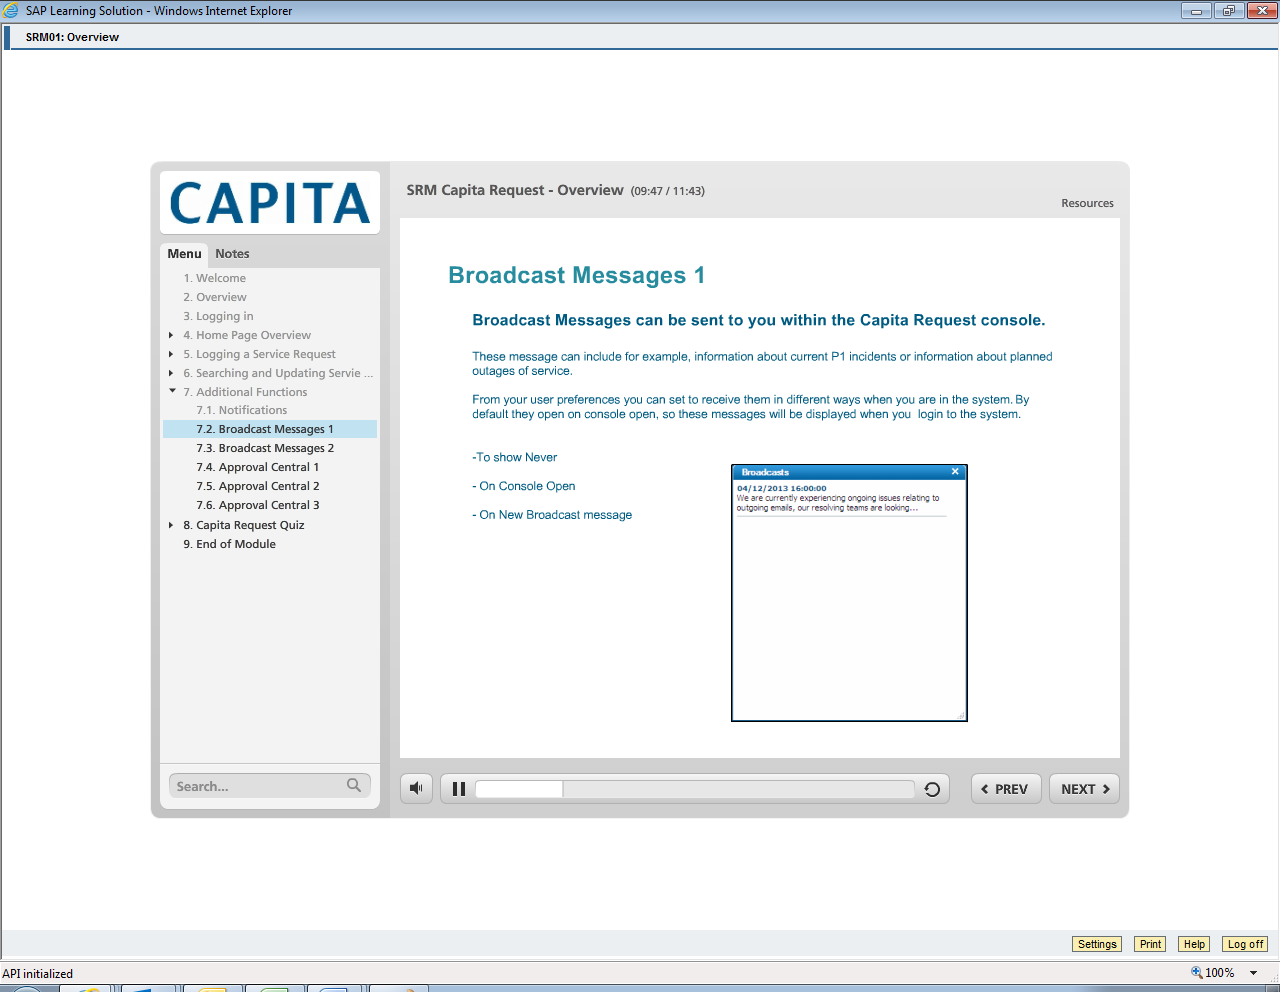 SAP Learning Solution - Windows Internet Explorer
SRM01: Overview
CAPITA
SRM Capita Request - Overview (09:47 / 11:43)
Resources
Menu Notes
1. Welcome
2. Overview
3. Logging in
4. Home Page Overview
5. Logging a Service Request
6. Searching and Updating Servie ...
7. Additional Functions
7.1. Notifications
7.2. Broadcast Messages 1
7.3. Broadcast Messages 2
7.4. Approval Central 1
7.5. Approval Central 2
7.6. Approval Central 3
8. Capita Request Quiz
9. End of Module
Search...
Broadcast Messages 1
Broadcast Messages can be sent to you within the Capita Request console.
These message can include for example, information about current P1 incidents or information about planned
outages of service.
From your user preferences you can set to receive them in different ways when you are in the system. By
default they open on console open, so these messages will be displayed when you login to the system.
-To show Never
- On Console Open
- On New Broadcast message
Broadcasts
04/12/2013 16:00:00
We are currently experiencing ongoing issues relating to
outgoing emails, our resolving teams are looking...
PREV
NEXT
Settings Print Help Log off
API initialized
100%